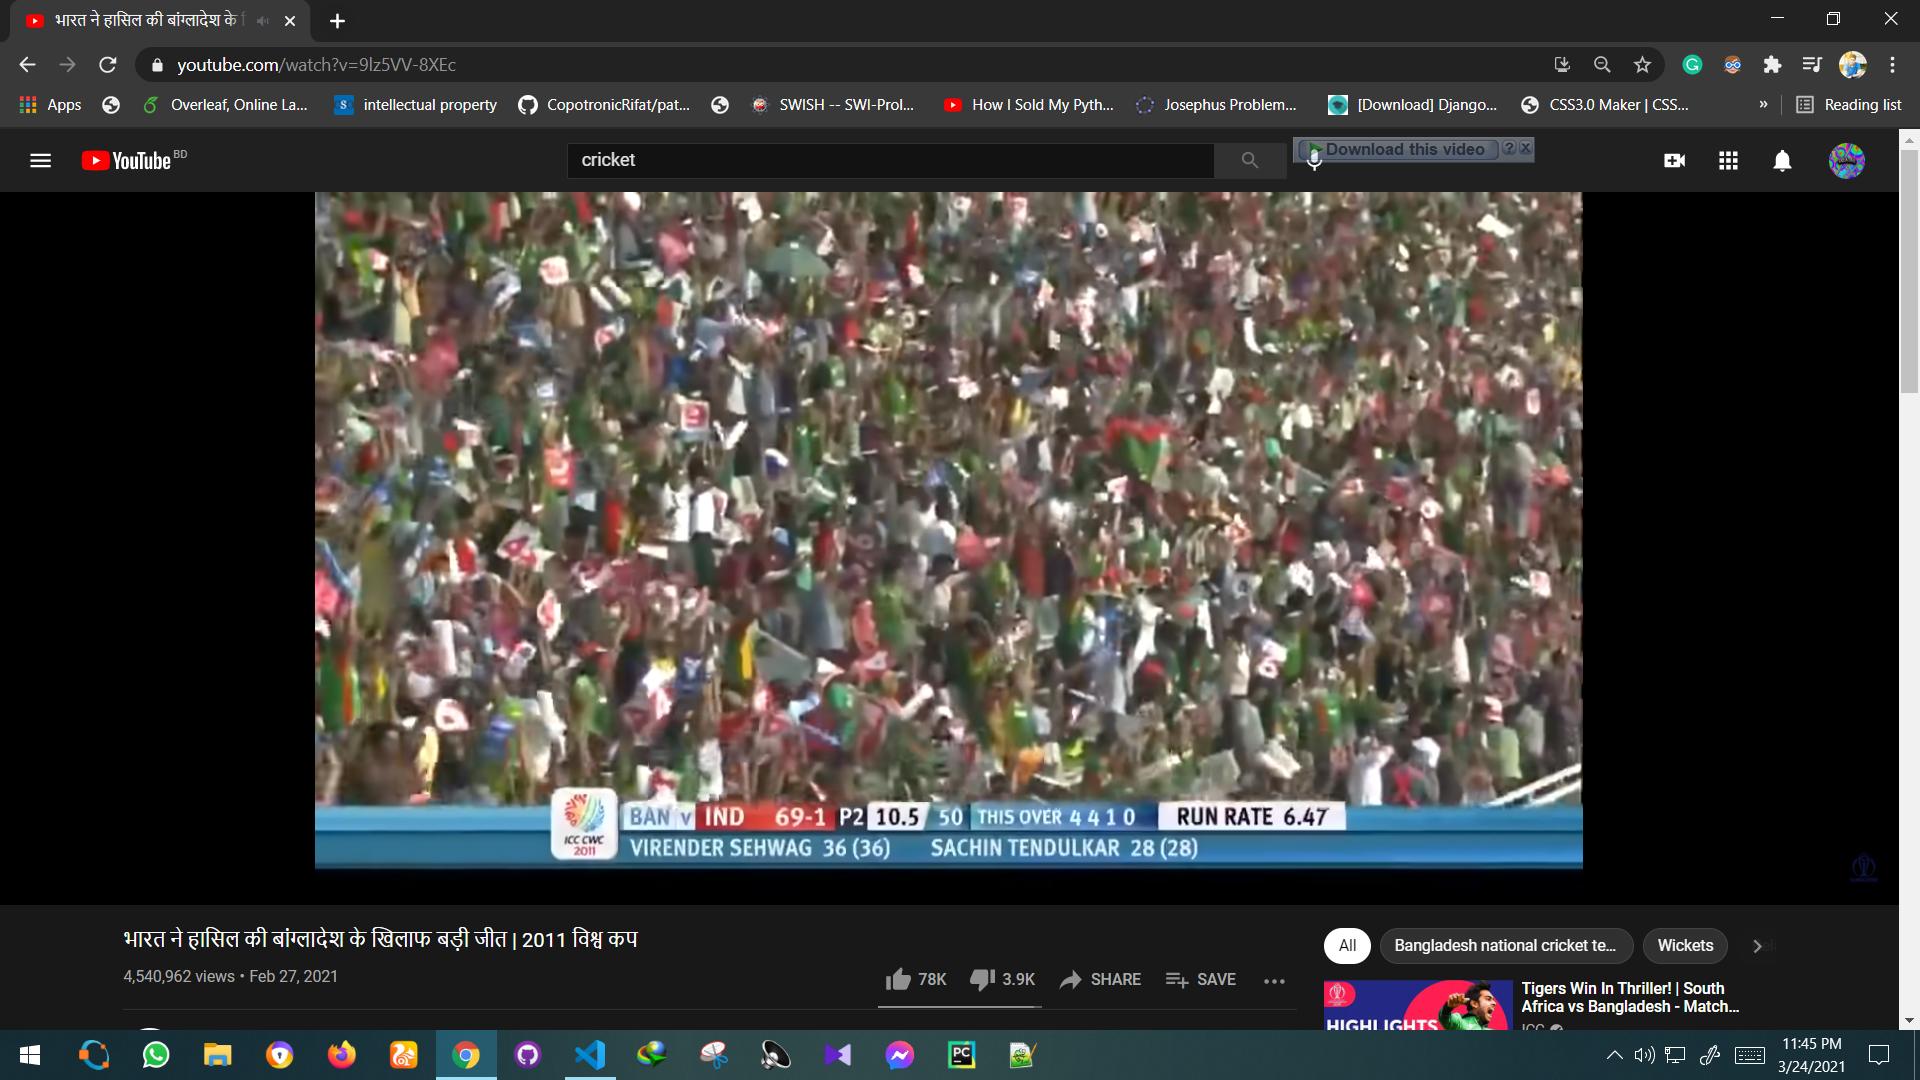 भारत ने हासिल की बांग्लादेश के
youtube.com/watch?v=9lz5VV-8XEc
Apps
Overleaf, Online La...
intellectual property
CopotronicRifat/pat...
SWISH -- SWI-Prol...
How I Sold My Pyth...
Josephus Problem...
[Download] Django...
CSS3.0 Maker | CSS...
»
Reading list
YouTube BD
cricket
Download this video
ICC CWC
2011
BAN v IND 69-1 P2 10.5 50 THIS OVER 4 4 1 0 RUN RATE 6.47
VIRENDER SEHWAG 36 (36) SACHIN TENDULKAR 28 (28)
भारत ने हासिल की बांग्लादेश के खिलाफ बड़ी जीत | 2011 विश्व कप
4,540,962 views • Feb 27, 2021
78K
3.9K
SHARE
SAVE
All
Bangladesh national cricket te...
Wickets
Tigers Win In Thriller! | South
Africa vs Bangladesh - Match...
HIGHLIGHTS
ICC
PC
11:45 PM
3/24/2021